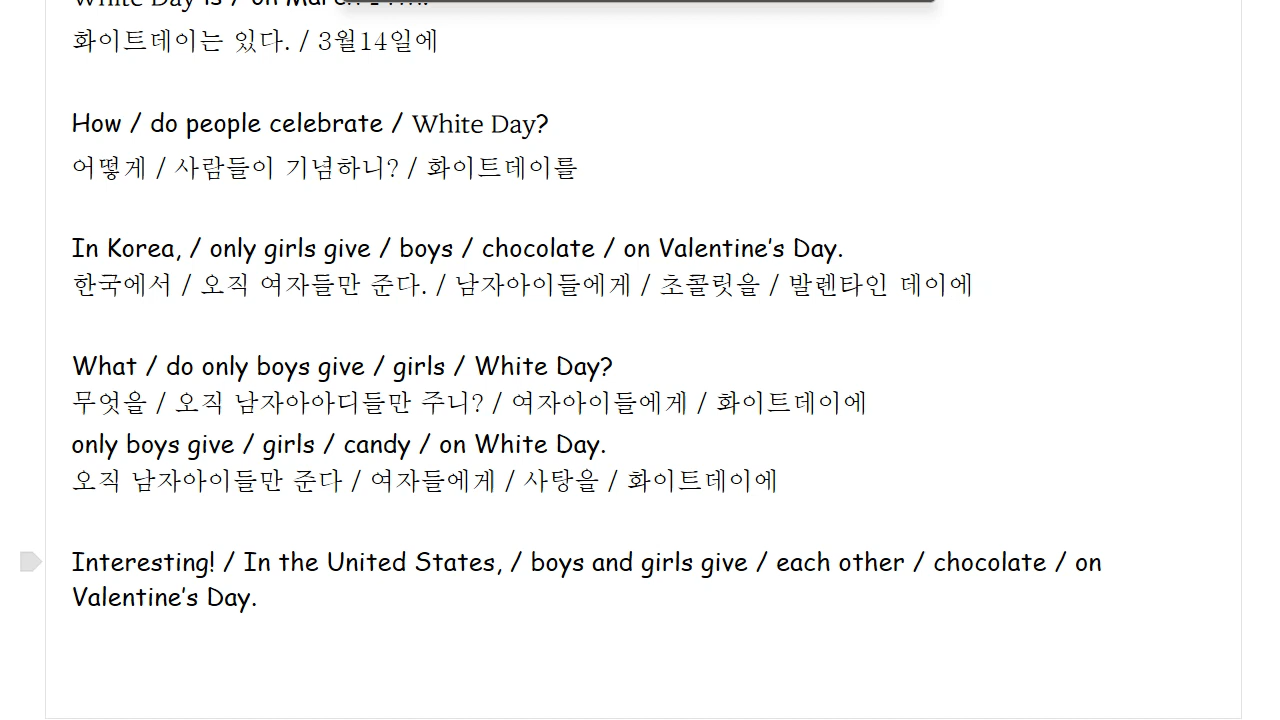 White Day is / on March
화이트데이는 있다. / 3월14일에
How / do people celebrate / White Day?
어떻게 / 사람들이 기념하니? / 화이트데이를
In Korea, / only girls give / boys / chocolate / on Valentine's Day.
한국에서 / 오직 여자들만 준다. / 남자아이들에게 / 초콜릿을 / 발렌타인 데이에
What / do only boys give / girls / White Day?
무엇을 / 오직 남자아아디들만 주니? / 여자아이들에게 / 화이트데이에
only boys give / girls / candy / on White Day.
오직 남자아이들만 준다 / 여자들에게 / 사탕을 / 화이트데이에
Interesting! / In the United States, / boys and girls give / each other / chocolate / on
Valentine's Day.